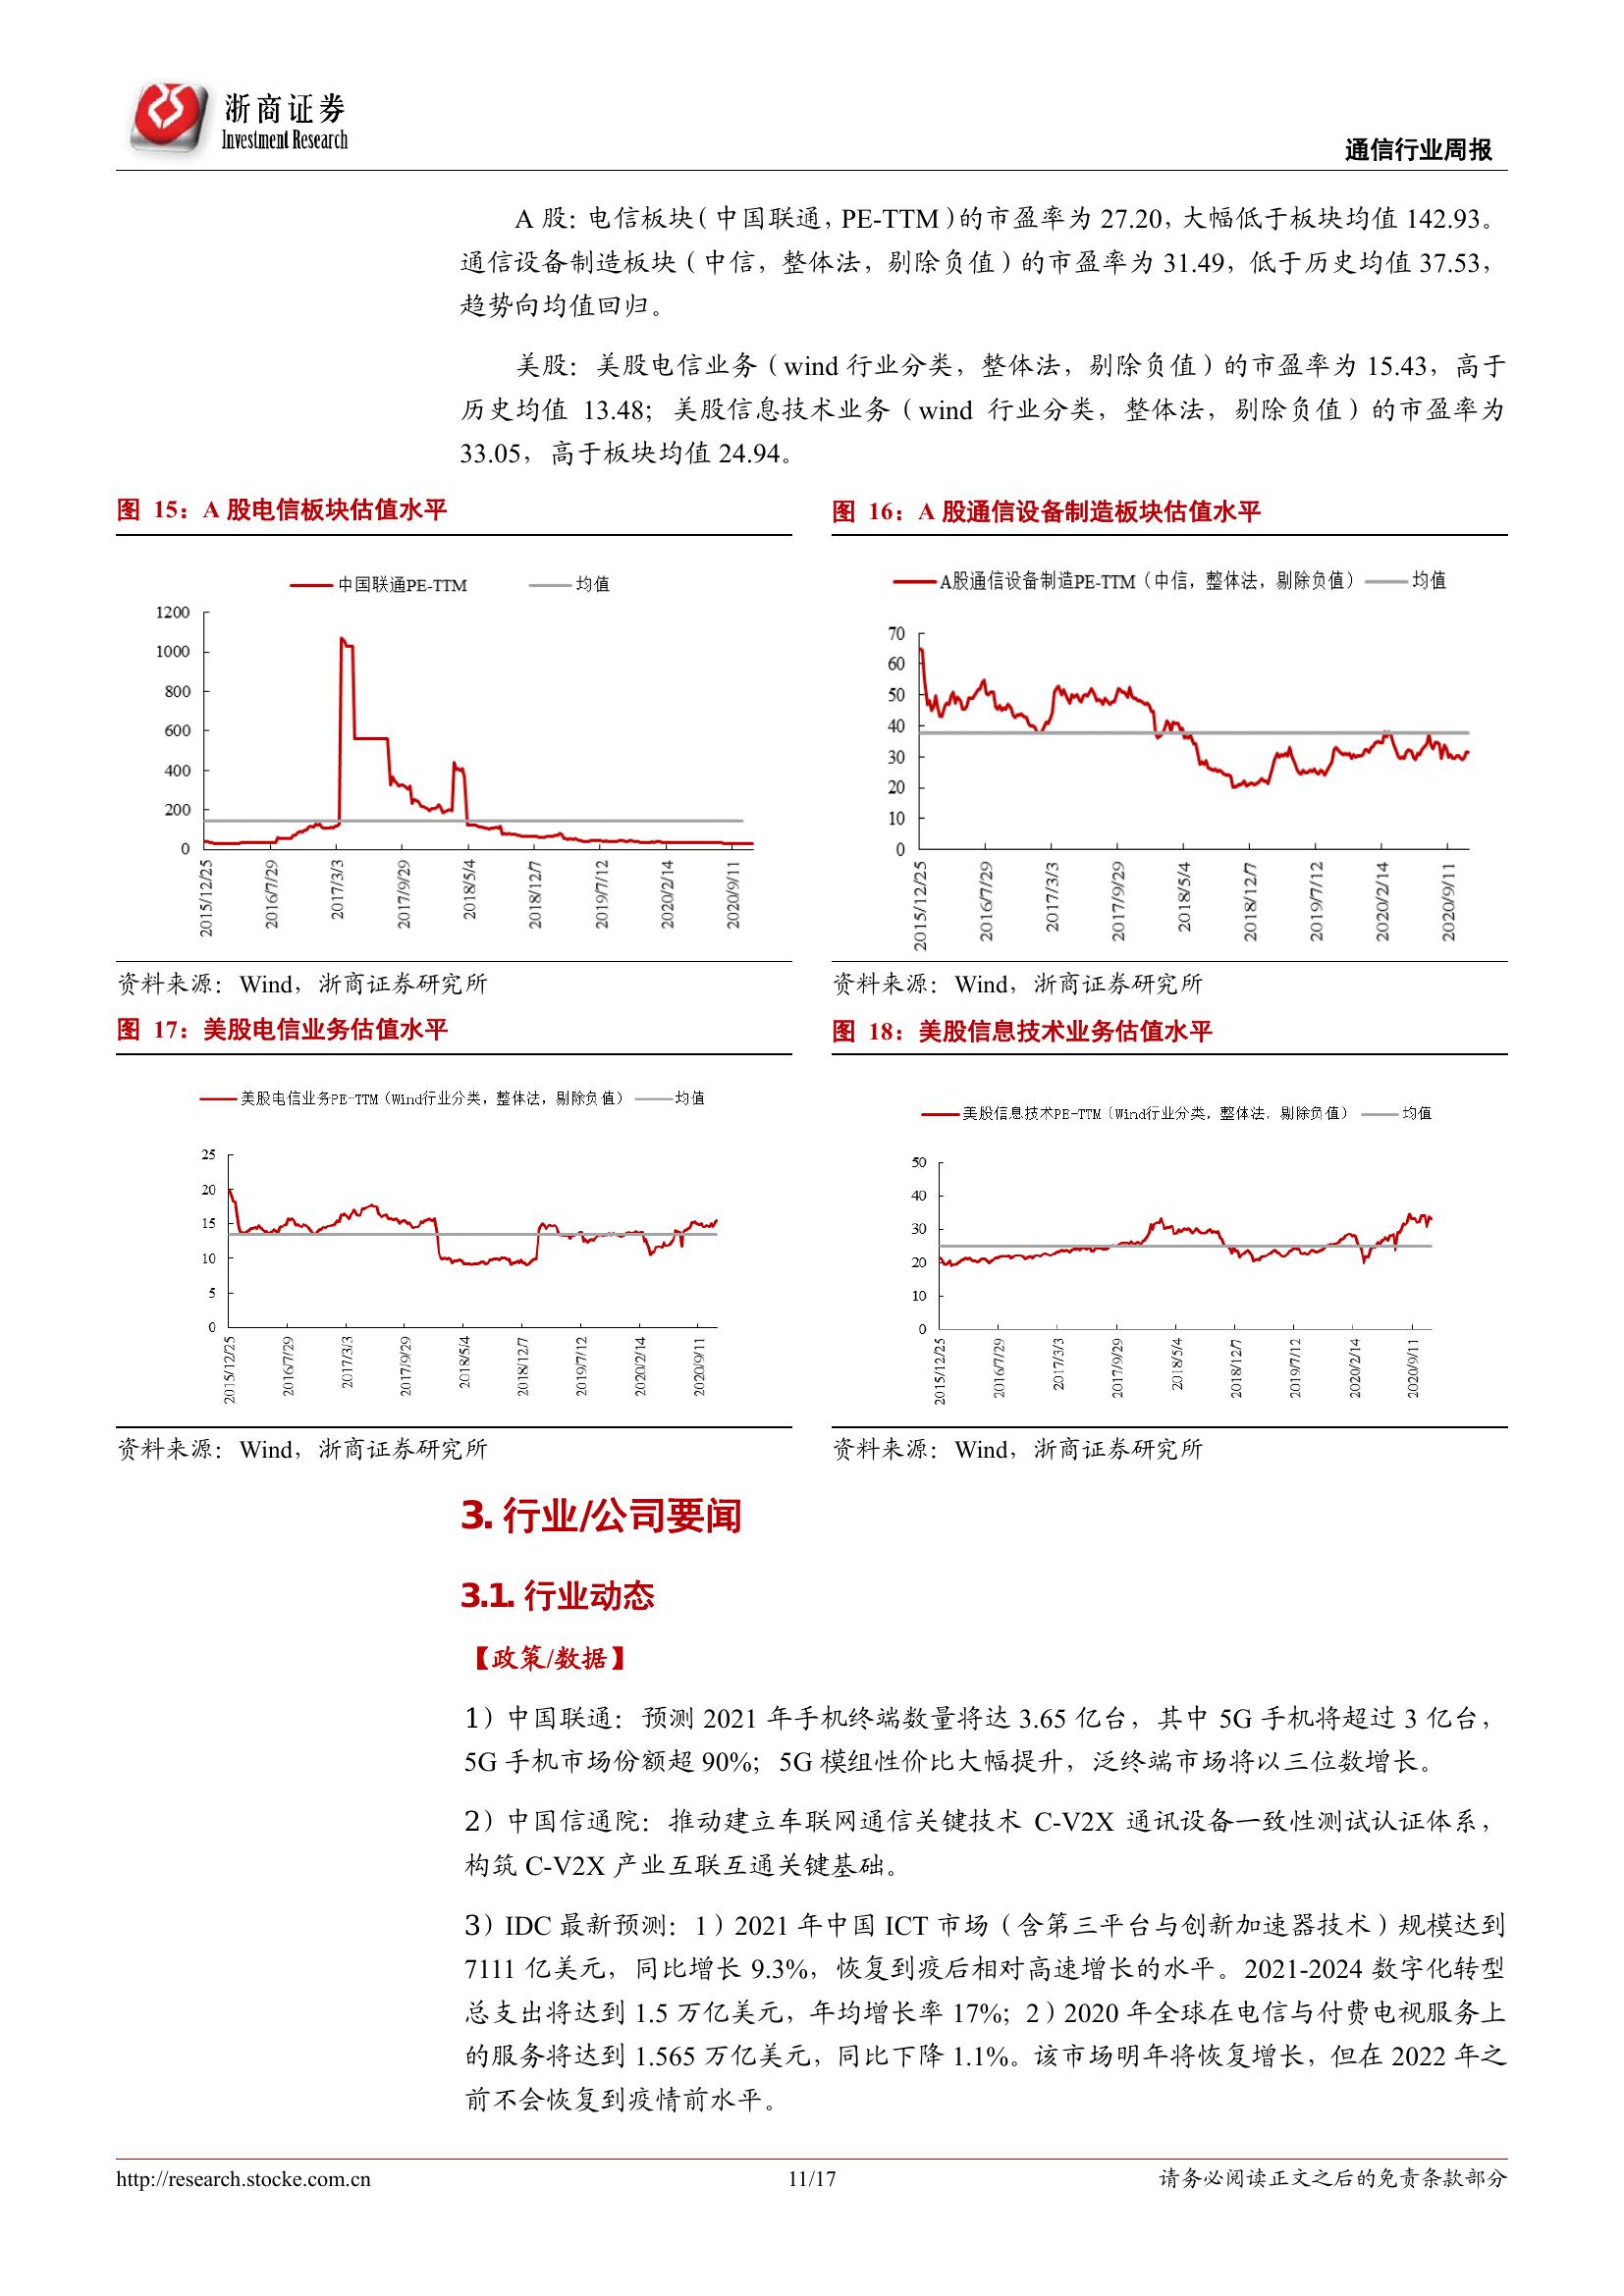 浙商证券
Investment Research
通信行业周报
A 股：电信板块（中国联通，PE-TTM）的市盈率为 27.20，大幅低于板块均值 142.93。
通信设备制造板块（中信，整体法，剔除负值）的市盈率为 31.49，低于历史均值 37.53，
趋势向均值回归。
美股：美股电信业务（wind 行业分类，整体法，剔除负值）的市盈率为 15.43，高于
历史均值 13.48；美股信息技术业务（wind 行业分类，整体法，剔除负值）的市盈率为
33.05，高于板块均值 24.94。
图 15：A 股电信板块估值水平
中国联通PE-TTM
均值
1200
1000
800
600
400
200
0
2015/12/25
2016/7/29
2017/3/3
2017/9/29
2018/5/4
2018/12/7
2019/7/12
2020/2/14
2020/9/11
资料来源：Wind，浙商证券研究所
图 16：A 股通信设备制造板块估值水平
A股通信设备制造PE-TTM（中信，整体法，剔除负值）
均值
70
60
50
40
30
20
10
0
2015/12/25
2016/7/29
2017/3/3
2017/9/29
2018/5/4
2018/12/7
2019/7/12
2020/2/14
2020/9/11
资料来源：Wind，浙商证券研究所
图 17：美股电信业务估值水平
美股电信业务PE-TTM（Wind行业分类，整体法，剔除负值）
均值
25
20
15
10
5
0
2015/12/25
2016/7/29
2017/3/3
2017/9/29
2018/5/4
2018/12/7
2019/7/12
2020/2/14
2020/9/11
资料来源：Wind，浙商证券研究所
图 18：美股信息技术业务估值水平
美股信息技术PE-TTM（Wind行业分类，整体法，剔除负值）
均值
50
40
30
20
10
0
2015/12/25
2016/7/29
2017/3/3
2017/9/29
2018/5/4
2018/12/7
2019/7/12
2020/2/14
2020/9/11
资料来源：Wind，浙商证券研究所
3. 行业/公司要闻
3.1. 行业动态
【政策/数据】
1）中国联通：预测 2021 年手机终端数量将达 3.65 亿台，其中 5G 手机将超过 3 亿台，
5G 手机市场份额超 90%；5G 模组性价比大幅提升，泛终端市场将以三位数增长。
2）中国信通院：推动建立车联网通信关键技术 C-V2X 通讯设备一致性测试认证体系，
构筑 C-V2X 产业互联互通关键基础。
3）IDC 最新预测：1）2021 年中国 ICT 市场（含第三平台与创新加速器技术）规模达到
7111 亿美元，同比增长 9.3%，恢复到疫后相对高速增长的水平。2021-2024 数字化转型
总支出将达到 1.5 万亿美元，年均增长率 17%；2）2020 年全球在电信与付费电视服务上
的服务将达到 1.565 万亿美元，同比下降 1.1%。该市场明年将恢复增长，但在 2022 年之
前不会恢复到疫情前水平。
http://research.stocke.com.cn
11/17
请务必阅读正文之后的免责条款部分